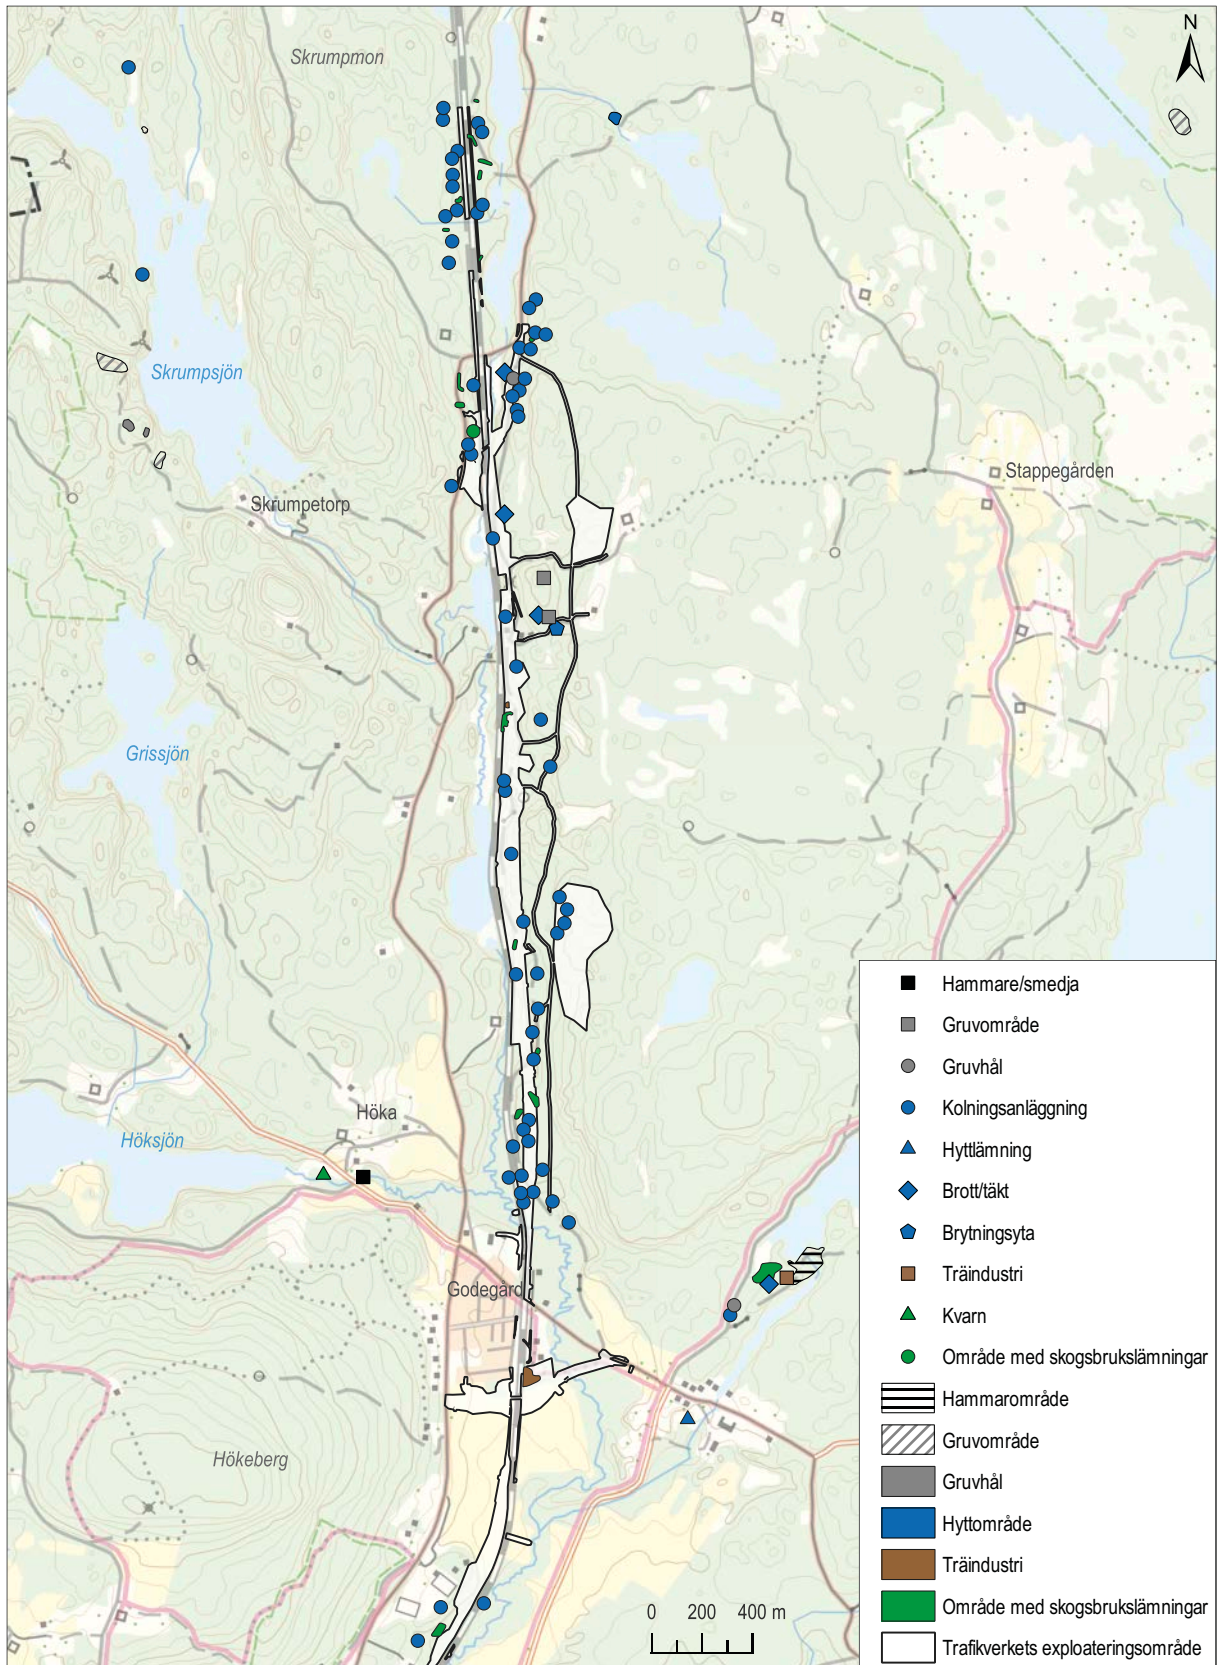 N
Skrumpmon
Skrumpsjön
Stappegården
Skrumpetorp
Grissjön
Höka
Höksjön
Godegård
Hökeberg
0 200 400 m
Hammare/smedja
Gruvområde
Gruvhål
Kolningsanläggning
Hyttlämning
Brott/täkt
Brytningsyta
Träindustri
Kvarn
Område med skogsbrukslämningar
Hammarområde
Gruvområde
Gruvhål
Hyttområde
Träindustri
Område med skogsbrukslämningar
Trafikverkets exploateringsområde